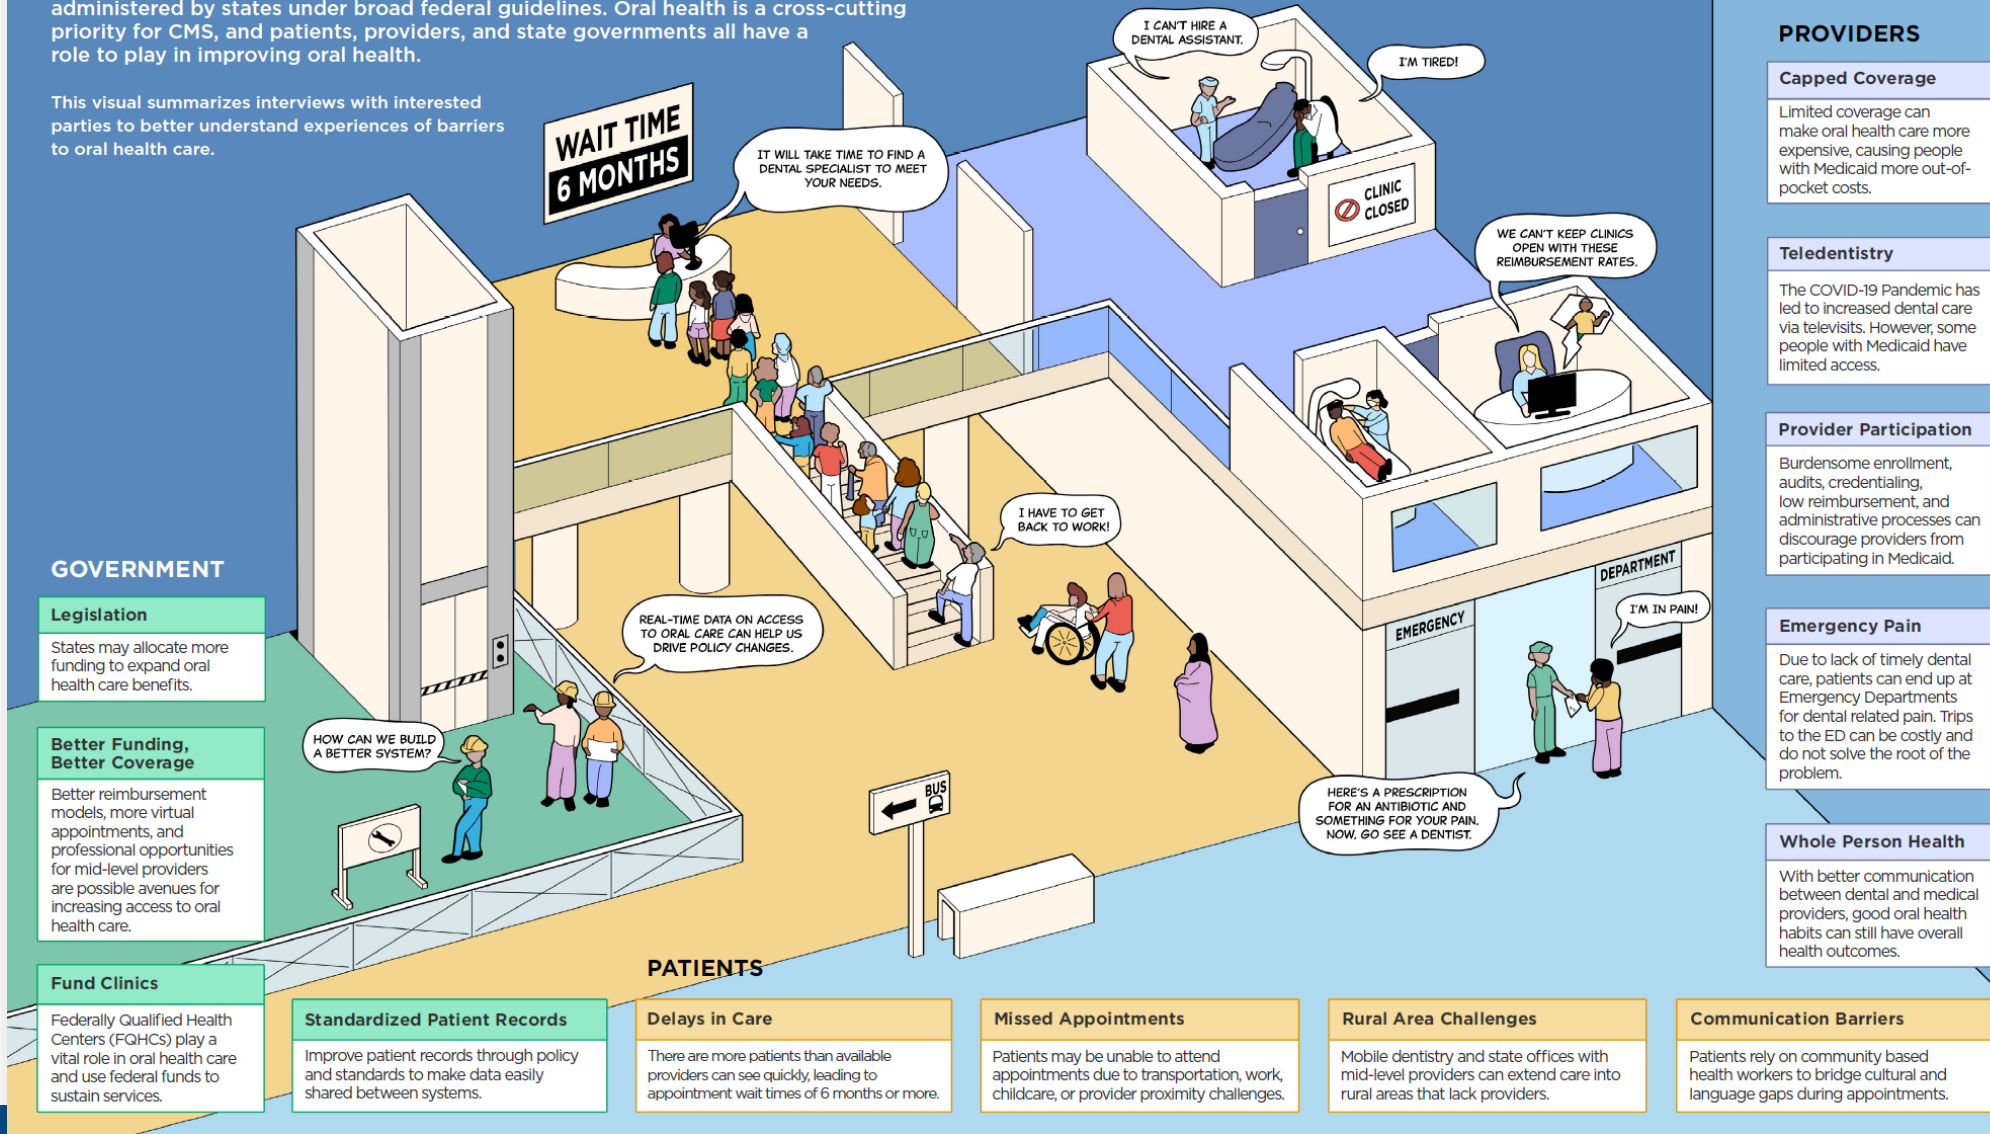 administered by states under broad federal guidelines. Oral health is a cross-cutting
priority for CMS, and patients, providers, and state governments all have a
role to play in improving oral health.
This visual summarizes interviews with interested
parties to better understand experiences of barriers
to oral health care.
WAIT TIME
6 MONTHS
IT WILL TAKE TIME TO FIND A
DENTAL SPECIALIST TO MEET
YOUR NEEDS.
I CAN'T HIRE A
DENTAL ASSISTANT.
I'M TIRED!
CLINIC
CLOSED
WE CAN'T KEEP CLINICS
OPEN WITH THESE
REIMBURSEMENT RATES.
I HAVE TO GET
BACK TO WORK!
REAL-TIME DATA ON ACCESS
TO ORAL CARE CAN HELP US
DRIVE POLICY CHANGES.
HOW CAN WE BUILD
A BETTER SYSTEM?
BUS
EMERGENCY
DEPARTMENT
I'M IN PAIN!
HERE'S A PRESCRIPTION
FOR AN ANTIBIOTIC AND
SOMETHING FOR YOUR PAIN.
NOW, GO SEE A DENTIST.
GOVERNMENT
Legislation
States may allocate more
funding to expand oral
health care benefits.
Better Funding,
Better Coverage
Better reimbursement
models, more virtual
appointments, and
professional opportunities
for mid-level providers
are possible avenues for
increasing access to oral
health care.
Fund Clinics
Federally Qualified Health
Centers (FQHCs) play a
vital role in oral health care
and use federal funds to
sustain services.
Standardized Patient Records
Improve patient records through policy
and standards to make data easily
shared between systems.
PATIENTS
Delays in Care
There are more patients than available
providers can see quickly, leading to
appointment wait times of 6 months or more.
Missed Appointments
Patients may be unable to attend
appointments due to transportation, work,
childcare, or provider proximity challenges.
Rural Area Challenges
Mobile dentistry and state offices with
mid-level providers can extend care into
rural areas that lack providers.
Communication Barriers
Patients rely on community based
health workers to bridge cultural and
language gaps during appointments.
PROVIDERS
Capped Coverage
Limited coverage can
make oral health care more
expensive, causing people
with Medicaid more out-of-
pocket costs.
Teledentistry
The COVID-19 Pandemic has
led to increased dental care
via televisits. However, some
people with Medicaid have
limited access.
Provider Participation
Burdensome enrollment,
audits, credentialing,
low reimbursement, and
administrative processes can
discourage providers from
participating in Medicaid.
Emergency Pain
Due to lack of timely dental
care, patients can end up at
Emergency Departments
for dental related pain. Trips
to the ED can be costly and
do not solve the root of the
problem.
Whole Person Health
With better communication
between dental and medical
providers, good oral health
habits can still have overall
health outcomes.